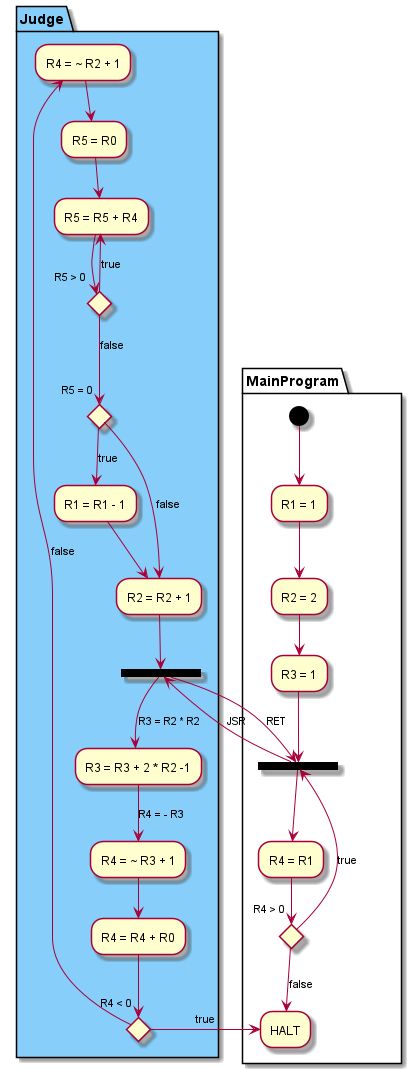 Judge
R4 = ~ R2 + 1
R5 = R0
R5 = R5 + R4
R5 > 0
true
false
R5 = 0
true
false
R1 = R1 - 1
R2 = R2 + 1
false
JSR
RET
R3 = R2 * R2
R3 = R3 + 2 * R2 -1
R4 = - R3
R4 = ~ R3 + 1
R4 = R4 + R0
R4 < 0
true
MainProgram
R1 = 1
R2 = 2
R3 = 1
R4 = R1
R4 > 0
true
false
HALT